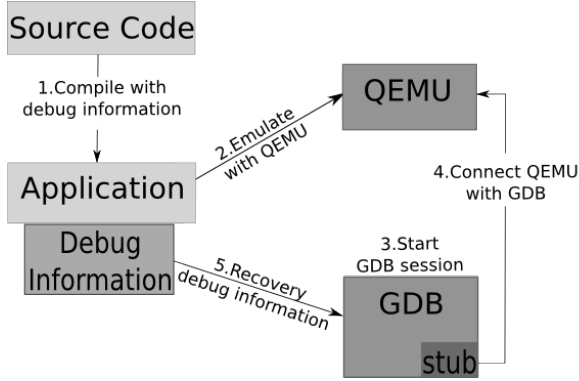 Source Code
1.Compile with
debug information
Application
Debug
Information
2.Emulate
with QEMU
QEMU
4.Connect QEMU
with GDB
3.Start
GDB session
5.Recovery
debug information
GDB
stub